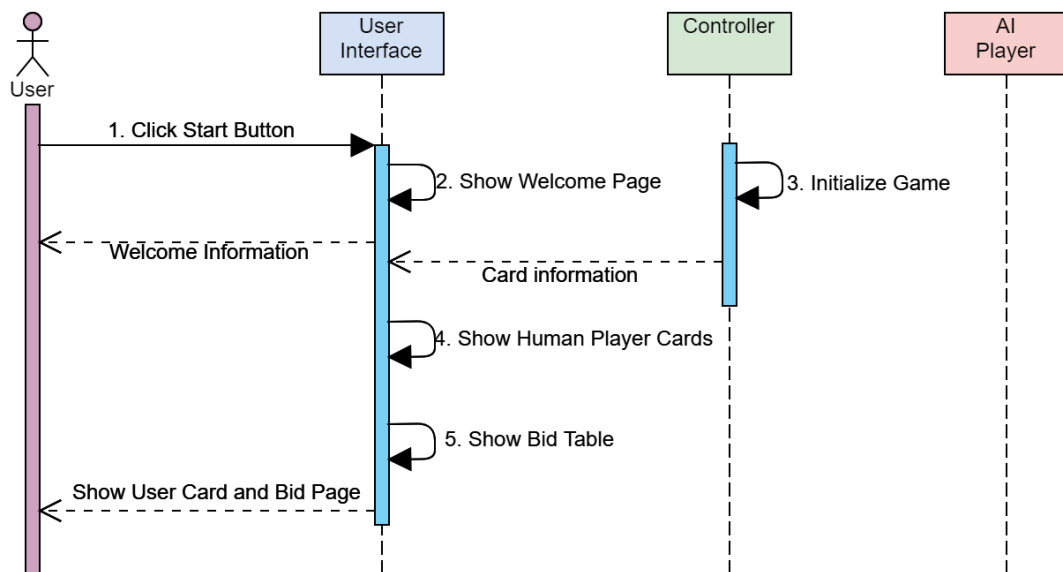 User
Interface
Controller
AI
Player
User
1. Click Start Button
2. Show Welcome Page
3. Initialize Game
Welcome Information
Card information
4. Show Human Player Cards
5. Show Bid Table
Show User Card and Bid Page